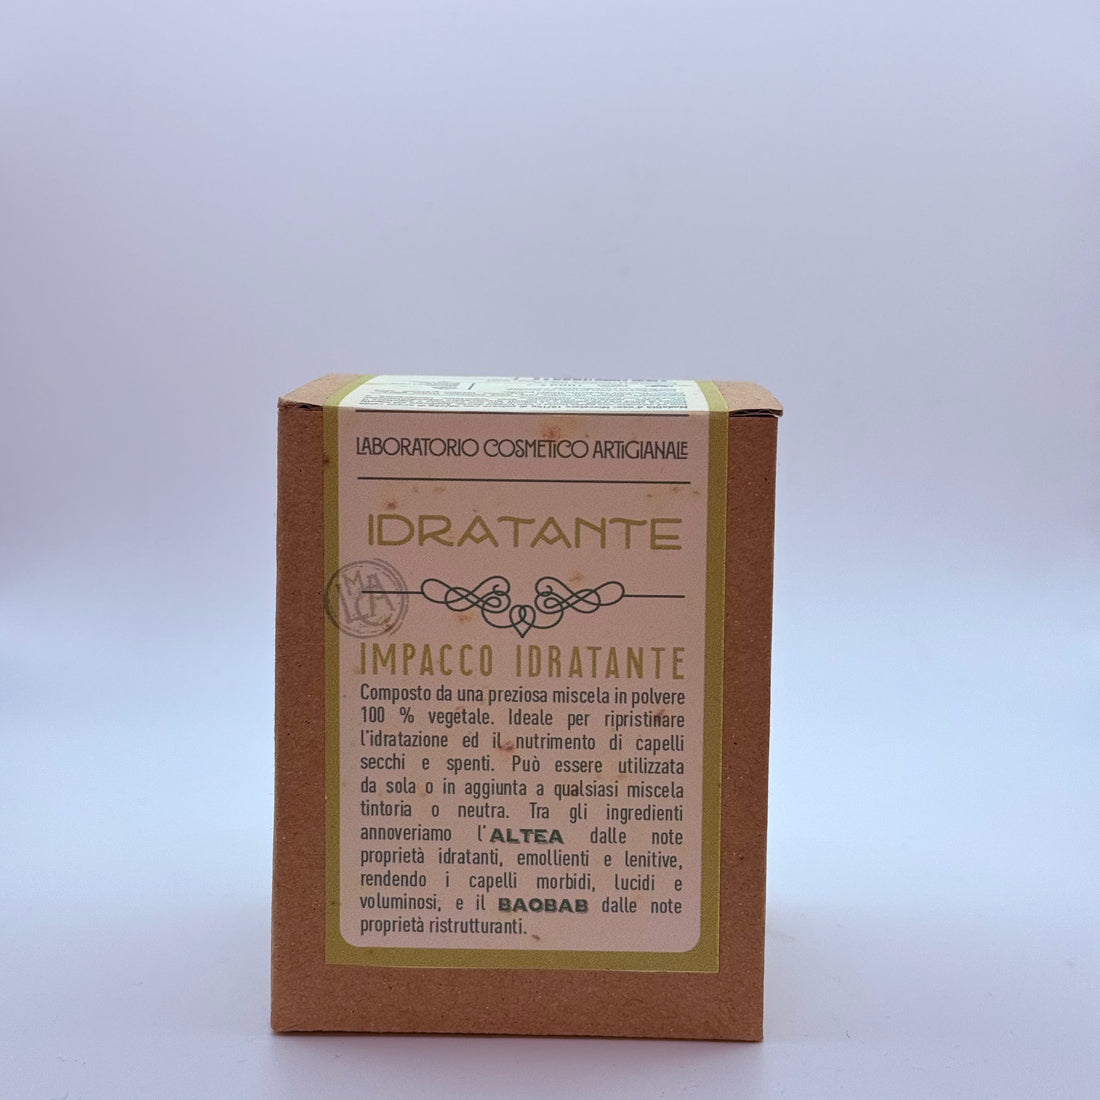 LABORATORIO COSMETICO ARTIGIANALE
IDRATANTE
IMPACCO IDRATANTE
Composto da una preziosa miscela in polvere
100 % vegetale. Ideale per ripristinare
l'idratazione ed il nutrimento di capelli
secchi e spenti. Può essere utilizzata
da sola o in aggiunta a qualsiasi miscela
tintoria o neutra. Tra gli ingredienti
annoveriamo l'ALTEA dalle note
proprietà idratanti, emollienti e lenitive,
rendendo i capelli morbidi, lucidi e
voluminosi, e il BAOBAB dalle note
proprietà ristrutturanti.